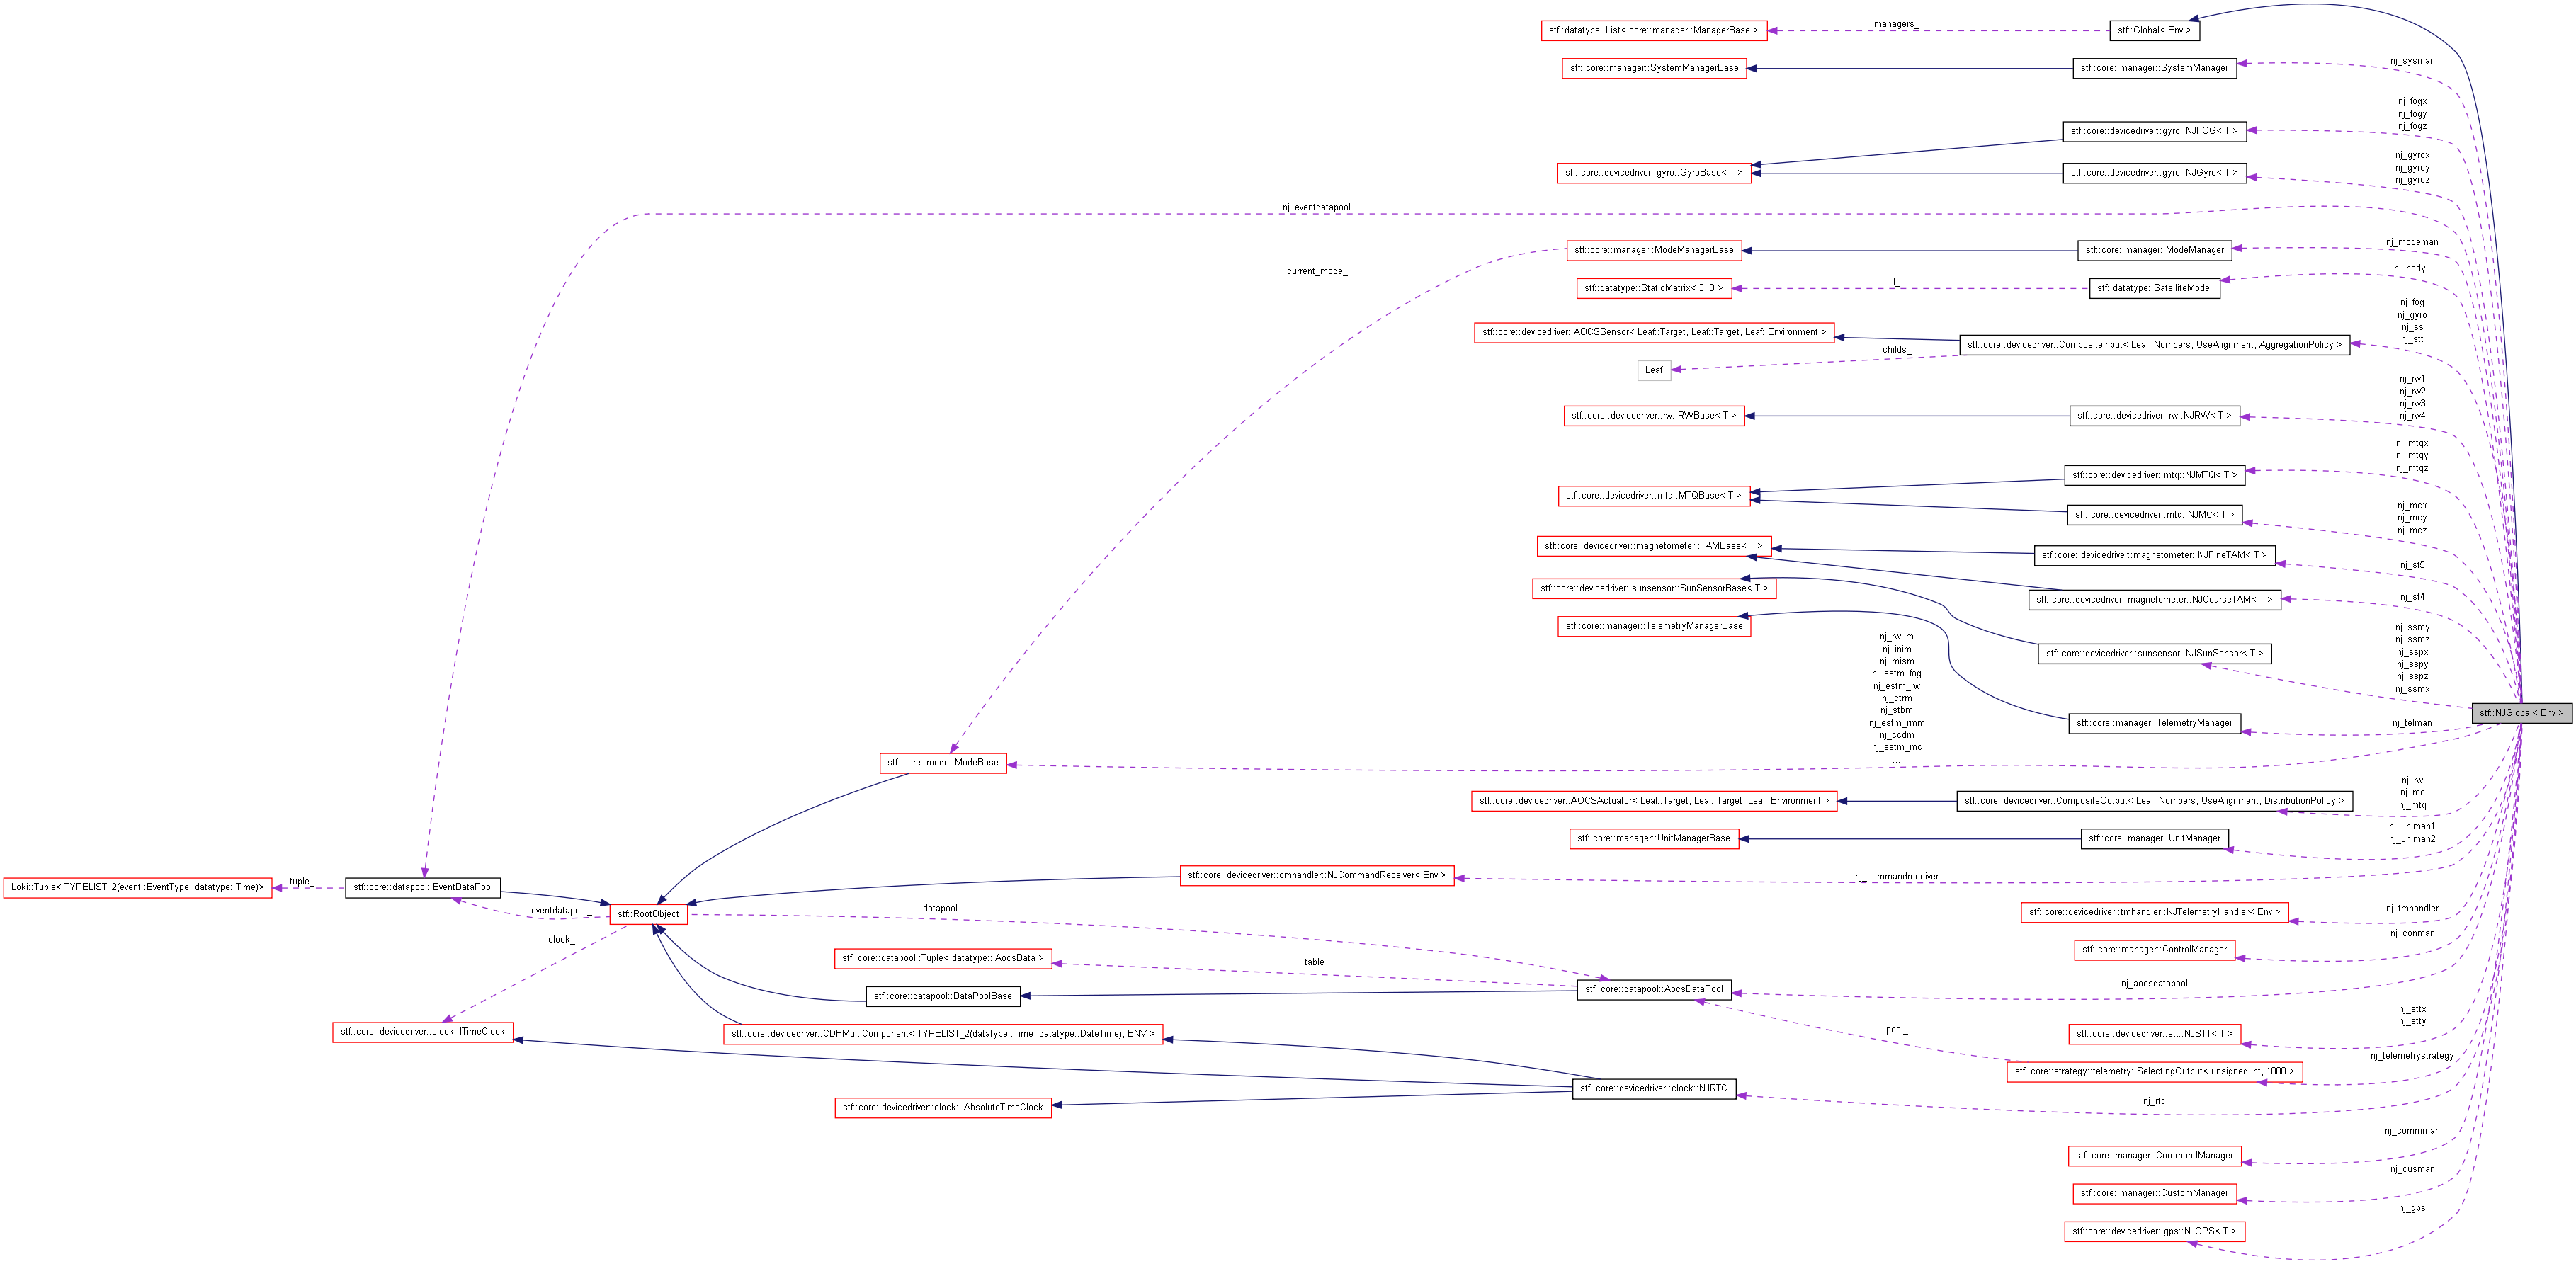 managers_
stf::datatype::List< core::manager::ManagerBase >
stf::Global< Env >
nj_sysman
stf::core::manager::SystemManagerBase
stf::core::manager::SystemManager
nj_fogx
nj_fogy
nj_fogz
stf::core::devicedriver::gyro::NJFOG< T >
nj_gyrox
nj_gyroy
nj_gyroz
stf::core::devicedriver::gyro::GyroBase< T >
stf::core::devicedriver::gyro::NJGyro< T >
nj_eventdatapool
nj_modeman
stf::core::manager::ModeManagerBase
stf::core::manager::ModeManager
current_mode_
nj_body_
I_
stf::datatype::StaticMatrix< 3, 3 >
stf::datatype::SatelliteModel
nj_fog
nj_gyro
nj_ss
nj_stt
stf::core::devicedriver::AOCSSensor< Leaf::Target, Leaf::Target, Leaf::Environment >
stf::core::devicedriver::CompositeInput< Leaf, Numbers, UseAlignment, AggregationPolicy >
childs_
Leaf
nj_rw1
nj_rw2
nj_rw3
nj_rw4
stf::core::devicedriver::rw::RWBase< T >
stf::core::devicedriver::rw::NJRW< T >
nj_mtqx
nj_mtqy
nj_mtqz
stf::core::devicedriver::mtq::NJMTQ< T >
stf::core::devicedriver::mtq::MTQBase< T >
nj_mcx
nj_mcy
nj_mcz
stf::core::devicedriver::mtq::NJMC< T >
stf::core::devicedriver::magnetometer::TAMBase< T >
stf::core::devicedriver::magnetometer::NJFineTAM< T >
nj_st5
stf::core::devicedriver::sunsensor::SunSensorBase< T >
stf::core::devicedriver::magnetometer::NJCoarseTAM< T >
nj_st4
stf::core::manager::TelemetryManagerBase
nj_ssmy
nj_ssmz
nj_sspx
nj_sspy
nj_sspz
nj_ssmx
stf::core::devicedriver::sunsensor::NJSunSensor< T >
nj_rwum
nj_inim
nj_mism
nj_estm_fog
nj_estm_rw
nj_ctrm
nj_stbm
nj_estm_rmm
nj_ccdm
nj_estm_mc
...
stf::NJGlobal< Env >
stf::core::manager::TelemetryManager
nj_telman
stf::core::mode::ModeBase
nj_rw
nj_mc
nj_mtq
stf::core::devicedriver::AOCSActuator< Leaf::Target, Leaf::Target, Leaf::Environment >
stf::core::devicedriver::CompositeOutput< Leaf, Numbers, UseAlignment, DistributionPolicy >
nj_uniman1
nj_uniman2
stf::core::manager::UnitManagerBase
stf::core::manager::UnitManager
Loki::Tuple< TYPELIST_2(event::EventType, datatype::Time)>
tuple_
stf::core::datapool::EventDataPool
stf::core::devicedriver::cmhandler::NJCommandReceiver< Env >
nj_commandreceiver
eventdatapool_
stf::RootObject
datapool_
stf::core::devicedriver::tmhandler::NJTelemetryHandler< Env >
nj_tmhandler
clock_
stf::core::manager::ControlManager
nj_conman
stf::core::datapool::Tuple< datatype::IAocsData >
table_
stf::core::datapool::DataPoolBase
stf::core::datapool::AocsDataPool
nj_aocsdatapool
stf::core::devicedriver::clock::ITimeClock
stf::core::devicedriver::CDHMultiComponent< TYPELIST_2(datatype::Time, datatype::DateTime), ENV >
pool_
stf::core::devicedriver::stt::NJSTT< T >
nj_sttx
nj_stty
nj_telemetrystrategy
stf::core::strategy::telemetry::SelectingOutput< unsigned int, 1000 >
stf::core::devicedriver::clock::NJRTC
nj_rtc
stf::core::devicedriver::clock::IAbsoluteTimeClock
nj_commman
stf::core::manager::CommandManager
nj_cusman
stf::core::manager::CustomManager
nj_gps
stf::core::devicedriver::gps::NJGPS< T >